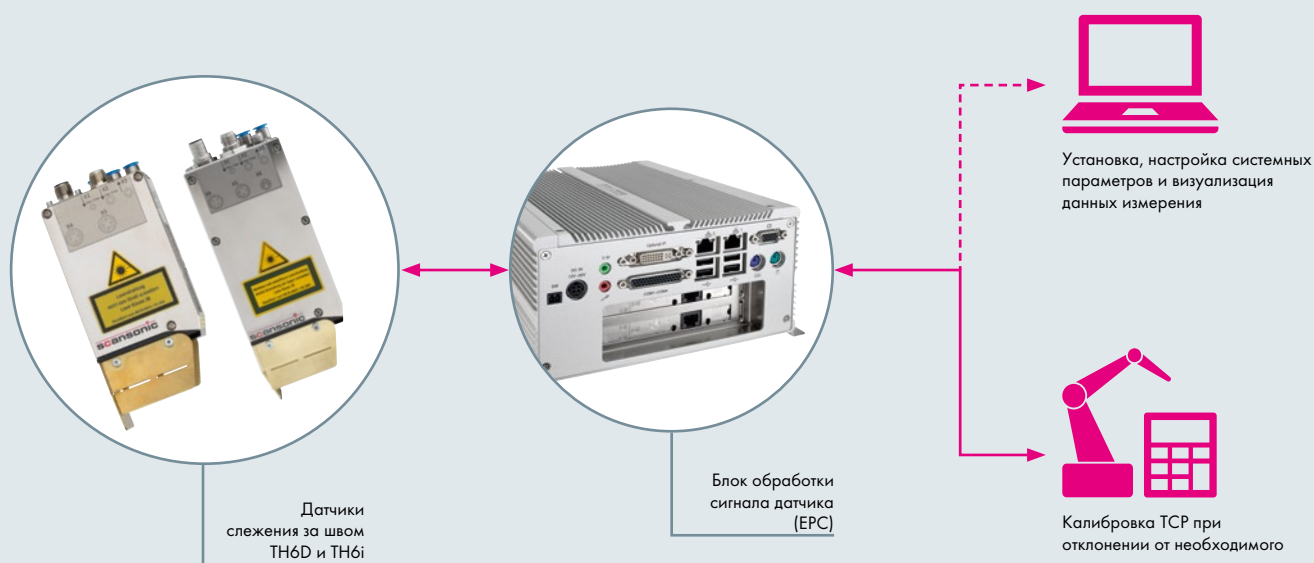 Установка, настройка системных
параметров и визуализация
данных измерения
scansonic
scansonic
Датчики
слежения за швом
TH6D и TH6i
Блок обработки
сигнала датчика
(EPC)
Калибровка TCP при
отклонении от необходимого